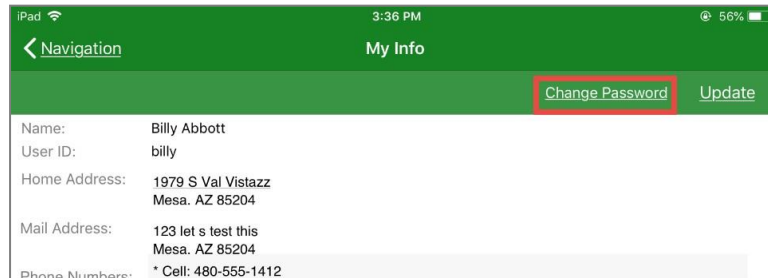 iPad 3:36 PM 56%
Navigation My Info
Change Password Update
Name: Billy Abbott
User ID: billy
Home Address: 1979 S Val Vistazz
Mesa. AZ 85204
Mail Address: 123 let s test this
Mesa. AZ 85204
Phone Numbers: * Cell: 480-555-1412